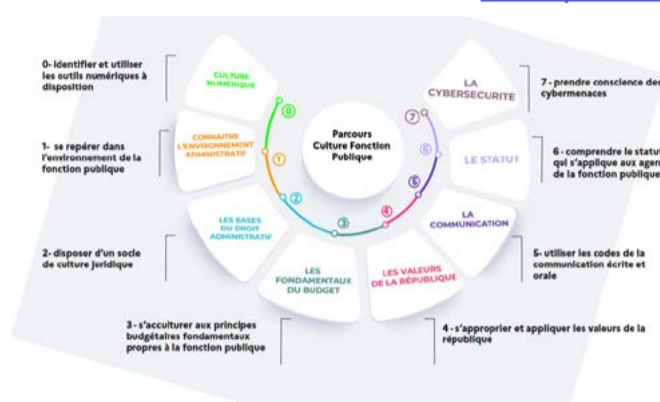 0- identifier et utiliser
les outils numériques à
disposition
CULTURE
NUMÉRIQUE
0
1- se repérer dans
l'environnement de la
fonction publique
CONNAITRE
L'ENVIRONNEMENT
ADMINISTRATIF
1
2- disposer d'un socle
de culture juridique
LES BASES
DU DROIT
ADMINISTRATIF
2
3- s'acculturer aux principes
budgétaires fondamentaux
propres à la fonction publique
LES
FONDAMENTAUX
DU BUDGET
3
Parcours
Culture Fonction
Publique
LES VALEURS
DE LA RÉPUBLIQUE
4
4- s'approprier et appliquer les valeurs de la
république
LA
COMMUNICATION
5
5- utiliser les codes de la
communication écrite et
orale
LE STATUT
6
6- comprendre le statut
qui s'applique aux agen
de la fonction publique
LA
CYBERSECURITE
7
7- prendre conscience des
cybermenaces